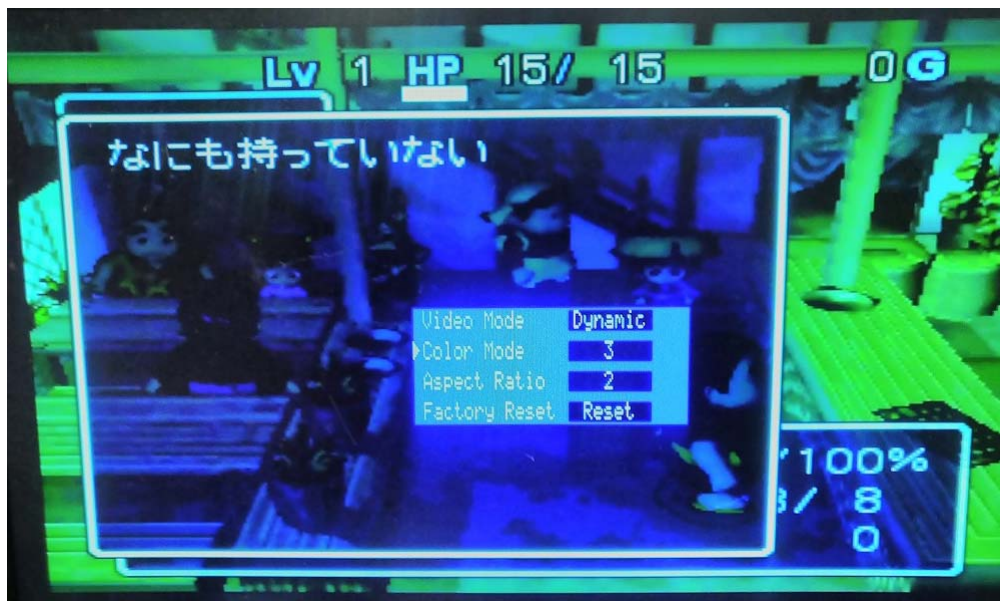 Lv 1 HP 15/ 15 0 G
なにも持っていない
Video Mode Dynamic
Color Mode 3
Aspect Ratio 2
Factory Reset Reset
100%
/ 8
0